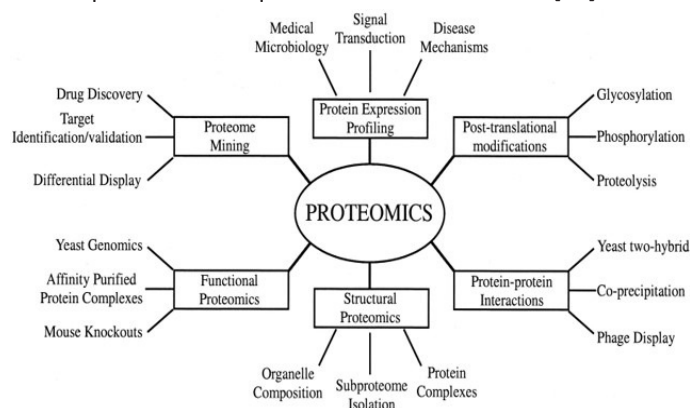 Medical
Microbiology
Signal
Transduction
Disease
Mechanisms
Drug Discovery
Target
Identification/validation
Differential Display
Proteome
Mining
Protein Expression
Profiling
Post-translational
modifications
Glycosylation
Phosphorylation
Proteolysis
PROTEOMICS
Yeast Genomics
Affinity Purified
Protein Complexes
Mouse Knockouts
Functional
Proteomics
Structural
Proteomics
Protein-protein
Interactions
Yeast two-hybrid
Co-precipitation
Phage Display
Organelle
Composition
Subproteome
Isolation
Protein
Complexes